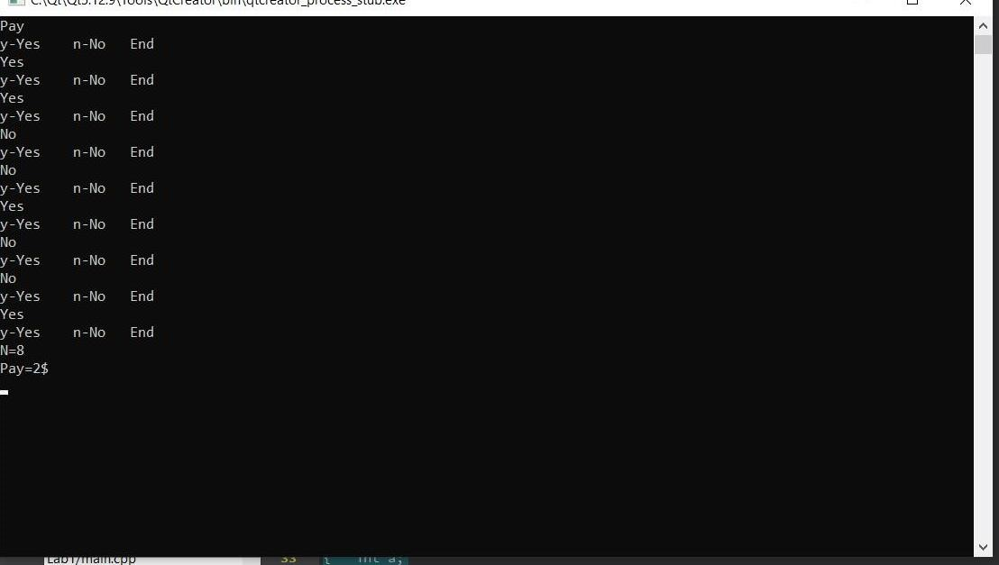 C:\Qt\Qt5.12.9\Tools\QtCreator\bin\qtcreator_process_stub.exe
Pay
y-Yes    n-No   End
Yes
y-Yes    n-No   End
Yes
y-Yes    n-No   End
No
y-Yes    n-No   End
No
y-Yes    n-No   End
Yes
y-Yes    n-No   End
No
y-Yes    n-No   End
No
y-Yes    n-No   End
Yes
y-Yes    n-No   End
N=8
Pay=2$
Lab1/main.cpp 33 {    int a;